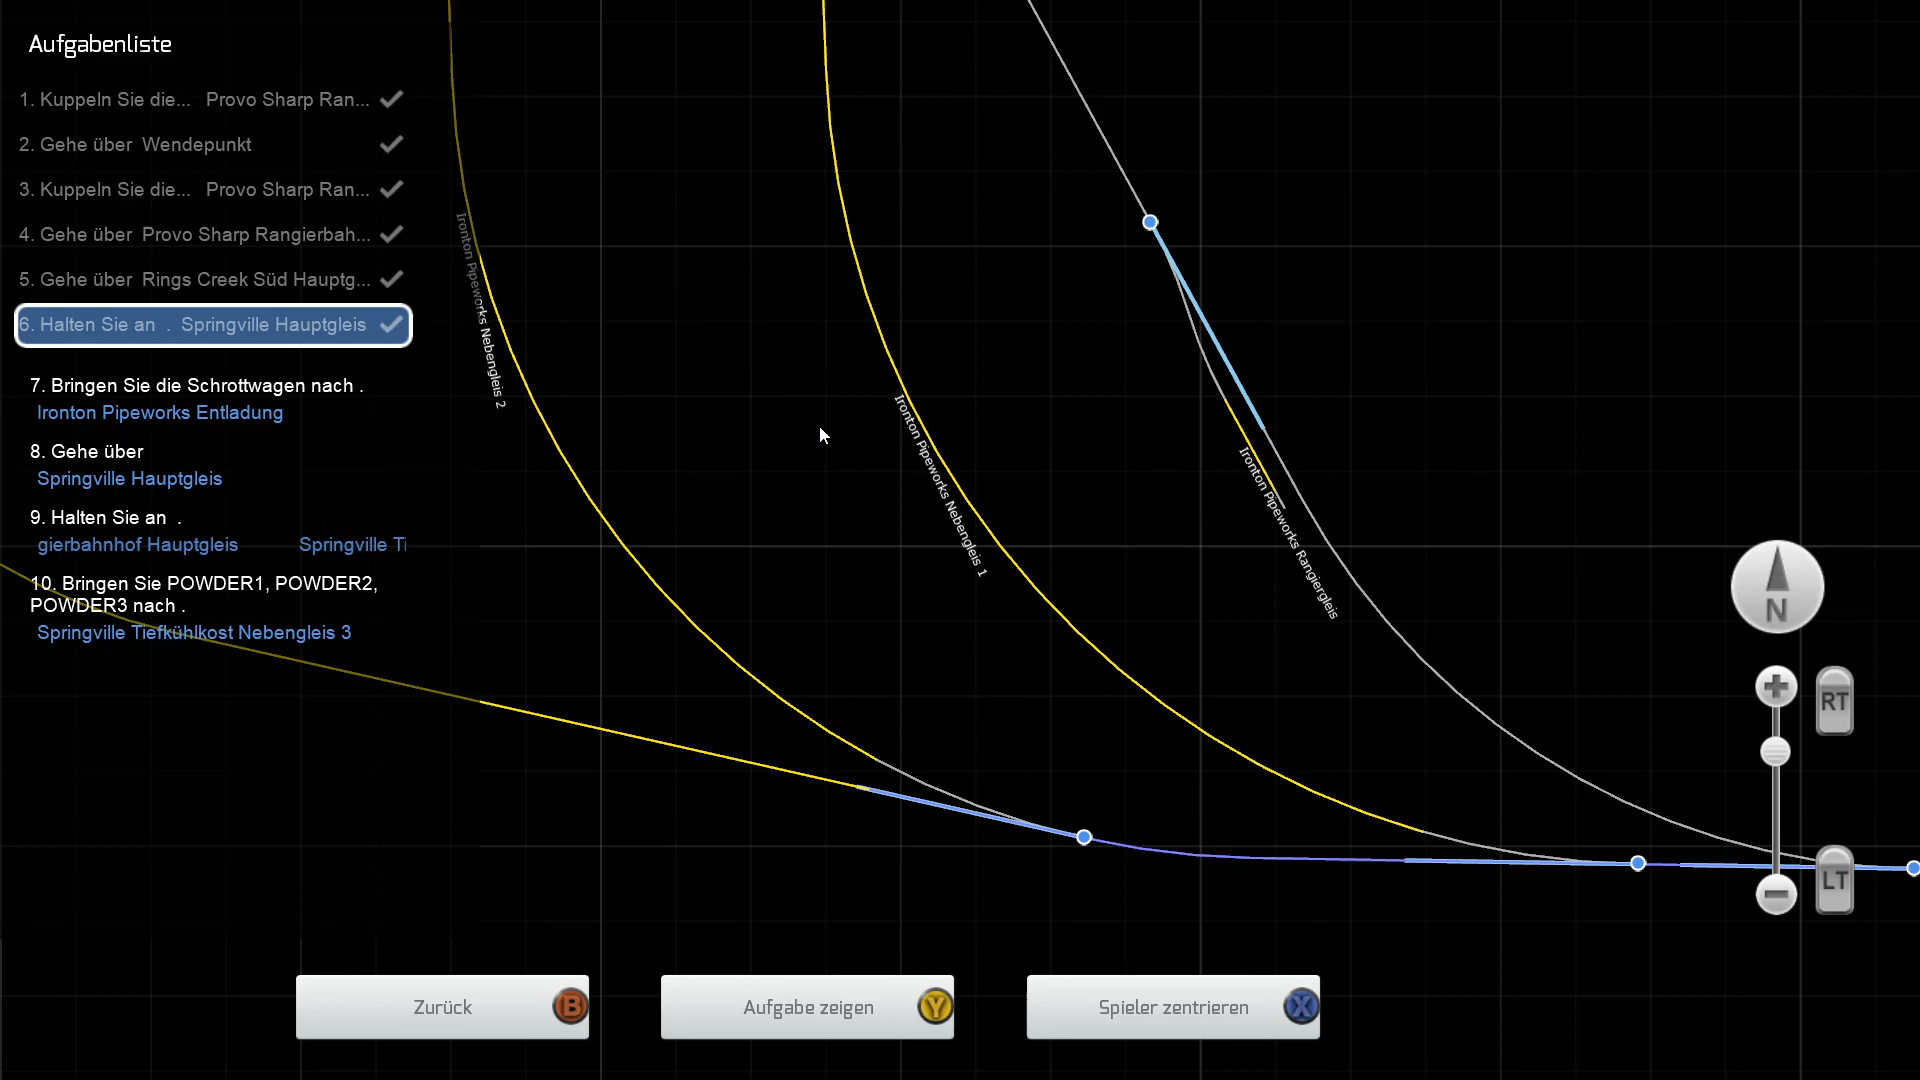 Aufgabenliste
1. Kuppeln Sie die... Provo Sharp Ran...
2. Gehe über Wendepunkt
3. Kuppeln Sie die... Provo Sharp Ran...
4. Gehe über Provo Sharp Rangierbah...
5. Gehe über Rings Creek Süd Hauptg...
6. Halten Sie an . Springville Hauptgleis
7. Bringen Sie die Schrottwagen nach .
Ironton Pipeworks Entladung
8. Gehe über
Springville Hauptgleis
9. Halten Sie an .
gierbahnhof Hauptgleis Springville Ti
10. Bringen Sie POWDER1, POWDER2,
POWDER3 nach .
Springville Tiefkühlkost Nebengleis 3
Ironton Pipeworks Nebengleis 2
Ironton Pipeworks Nebengleis 1
Ironton Pipeworks Rangiergleis
N
RT
LT
Zurück B
Aufgabe zeigen Y
Spieler zentrieren X